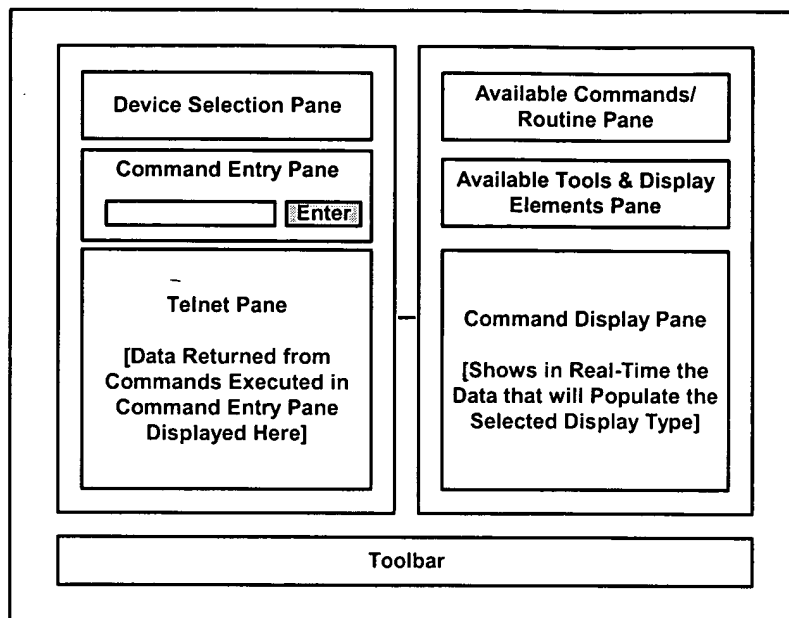 Device Selection Pane
Command Entry Pane
Enter
Telnet Pane
[Data Returned from
Commands Executed in
Command Entry Pane
Displayed Here]
Available Commands/
Routine Pane
Available Tools & Display
Elements Pane
Command Display Pane
[Shows in Real-Time the
Data that will Populate the
Selected Display Type]
Toolbar